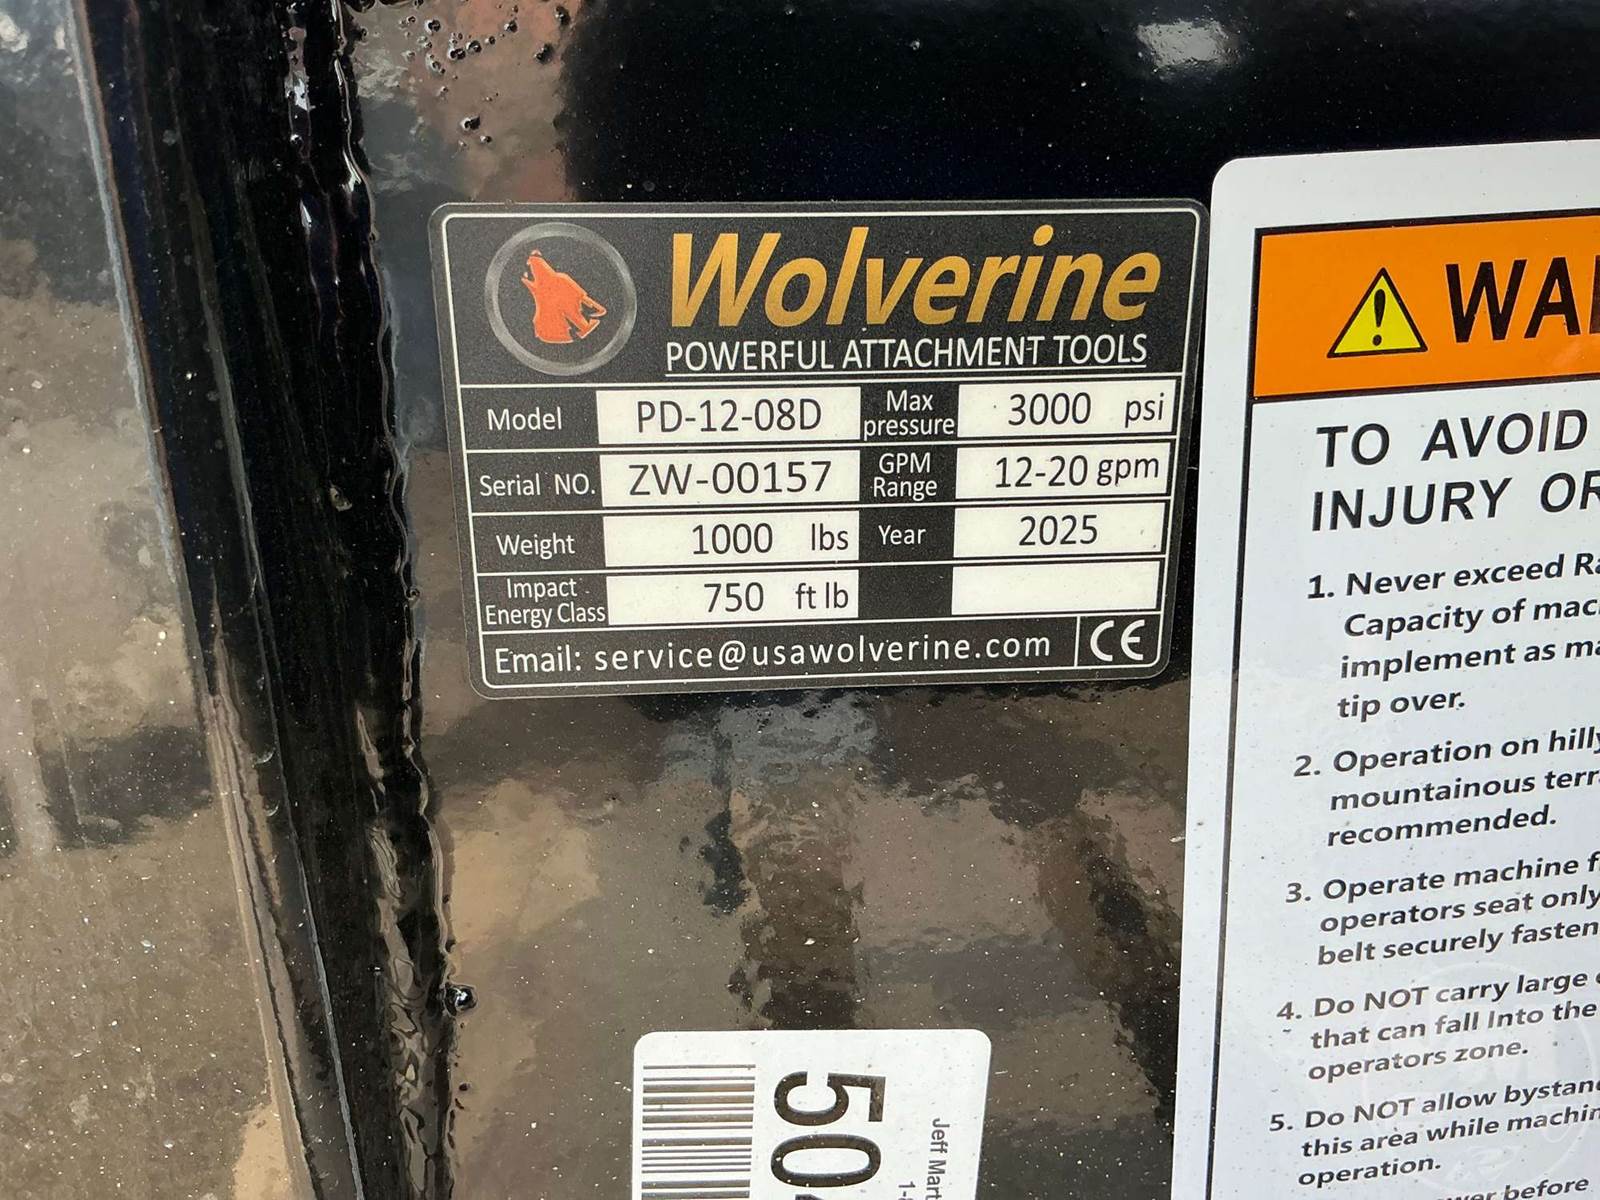 Wolverine
POWERFUL ATTACHMENT TOOLS
Model PD-12-08D Max pressure 3000 psi
Serial NO. ZW-00157 GPM Range 12-20 gpm
Weight 1000 lbs Year 2025
Impact Energy Class 750 ft lb
Email: service@usawolverine.com CE
TO AVOID
INJURY
1. Never exceed
Capacity of
implement as
tip over.
2. Operation on
mountainous
recommended.
3. Operate machine
operators seat only
belt securely
4. Do NOT carry large
that can fall Into the
operators zone.
5. Do NOT allow
this area while
operation.
before
Jeff